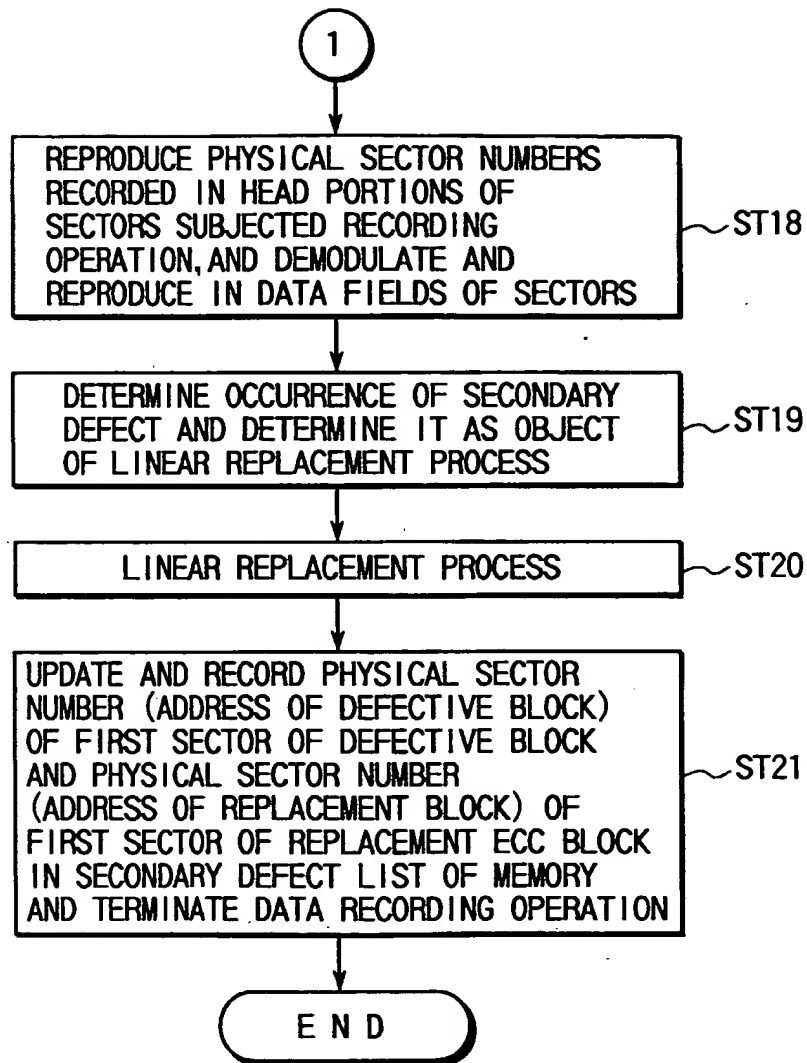 1
REPRODUCE PHYSICAL SECTOR NUMBERS
RECORDED IN HEAD PORTIONS OF
SECTORS SUBJECTED RECORDING
OPERATION, AND DEMODULATE AND
REPRODUCE IN DATA FIELDS OF SECTORS
ST18
DETERMINE OCCURRENCE OF SECONDARY
DEFECT AND DETERMINE IT AS OBJECT
OF LINEAR REPLACEMENT PROCESS
ST19
LINEAR REPLACEMENT PROCESS
ST20
UPDATE AND RECORD PHYSICAL SECTOR
NUMBER (ADDRESS OF DEFECTIVE BLOCK)
OF FIRST SECTOR OF DEFECTIVE BLOCK
AND PHYSICAL SECTOR NUMBER
(ADDRESS OF REPLACEMENT BLOCK) OF
FIRST SECTOR OF REPLACEMENT ECC BLOCK
IN SECONDARY DEFECT LIST OF MEMORY
AND TERMINATE DATA RECORDING OPERATION
ST21
END